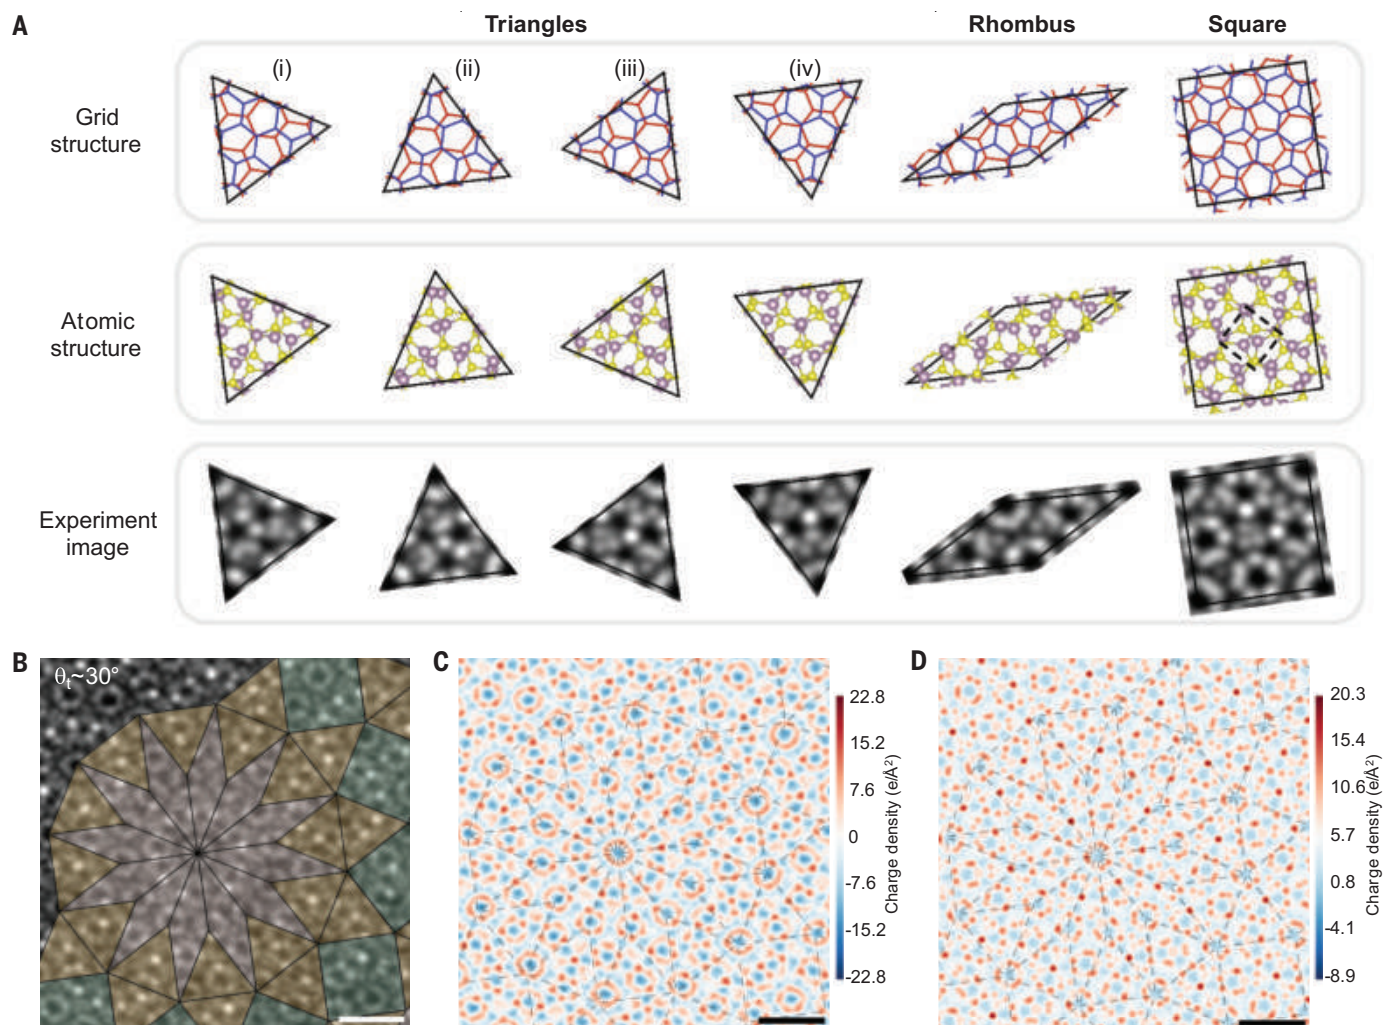 A
Triangles
Rhombus
Square
(i)
(ii)
(iii)
(iv)
Grid
structure
Atomic
structure
Experiment
image
B
θt~30°
C
22.8
15.2
7.6
0
-7.6
-15.2
-22.8
Charge density (e/Å²)
D
20.3
15.4
10.6
5.7
0.8
-4.1
-8.9
Charge density (e/Å²)